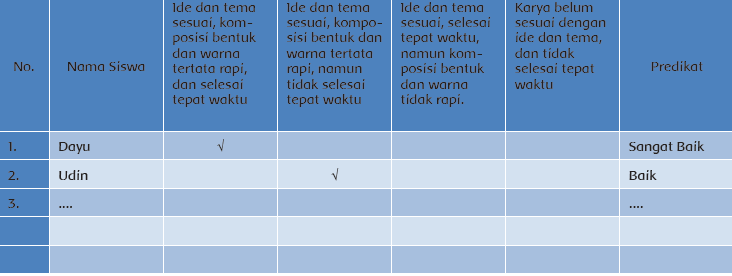 No.
Nama Siswa
Ide dan tema
sesuai, kom-
posisi bentuk
dan warna
tertata rapi,
dan selesai
tepat waktu
Ide dan tema
sesuai, kompo-
sisi bentuk dan
warna tertata
rapi, namun
tidak selesai
tepat waktu
Ide dan tema
sesuai, selesai
tepat waktu,
namun kom-
posisi bentuk
dan warna
tidak rapi.
Karya belum
sesuai dengan
ide dan tema,
dan tidak
selesai tepat
waktu
Predikat
1. Dayu √ Sangat Baik
2. Udin √ Baik
3. .... ....